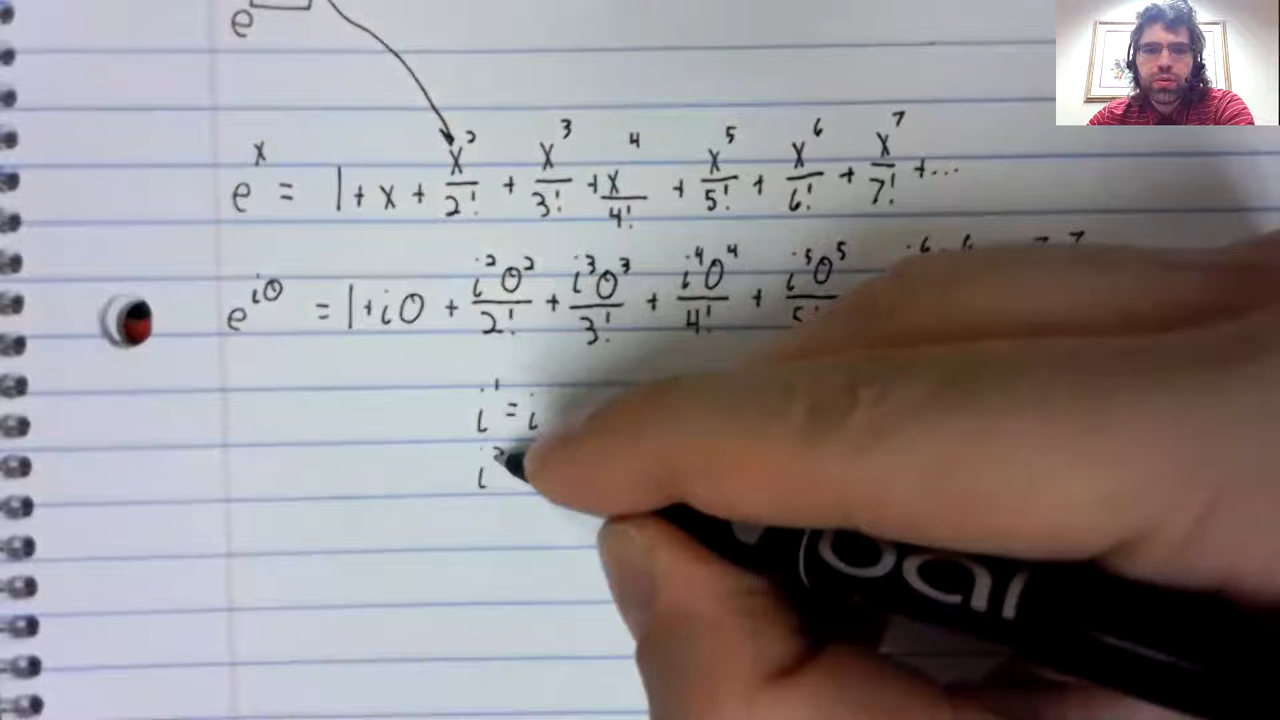 e
e^x = 1 + x + x^2/2! + x^3/3! + x^4/4! + x^5/5! + x^6/6! + x^7/7! + ...
e^{iθ} = 1 + iθ + i^2θ^2/2! + i^3θ^3/3! + i^4θ^4/4! + i^5θ^5/5!
i^1 = i
i^2